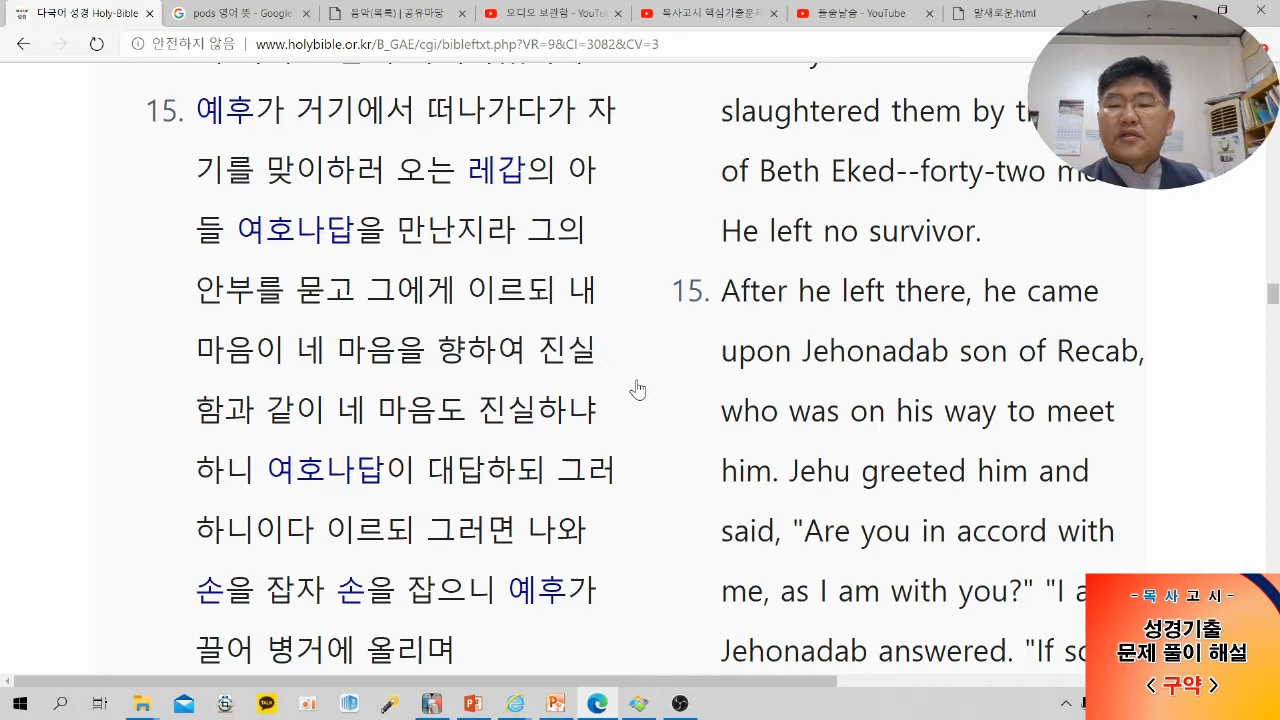 다국어 성경 Holy-Bible
pods 영어 뜻 - Google
음악(목록) | 공유마당
오디오 보관함 - YouTu
목사고시 핵심기출문
들숨날숨 - YouTube
말새로운.html
안전하지 않음
www.holybible.or.kr/B_GAE/cgi/bibleftxt.php?VR=9&CI=3082&CV=3
15. 예후가 거기에서 떠나가다가 자
기를 맞이하러 오는 레갑의 아
들 여호나답을 만난지라 그의
안부를 묻고 그에게 이르되 내
마음이 네 마음을 향하여 진실
함과 같이 네 마음도 진실하냐
하니 여호나답이 대답하되 그러
하니이다 이르되 그러면 나와
손을 잡자 손을 잡으니 예후가
끌어 병거에 올리며
slaughtered them by
of Beth Eked--forty-two
He left no survivor.
15. After he left there, he came
upon Jehonadab son of Recab,
who was on his way to meet
him. Jehu greeted him and
said, "Are you in accord with
me, as I am with you?" "I
Jehonadab answered. "If
- 목 사 고 시 -
성경기출
문제 풀이 해설
< 구약 >
TALK